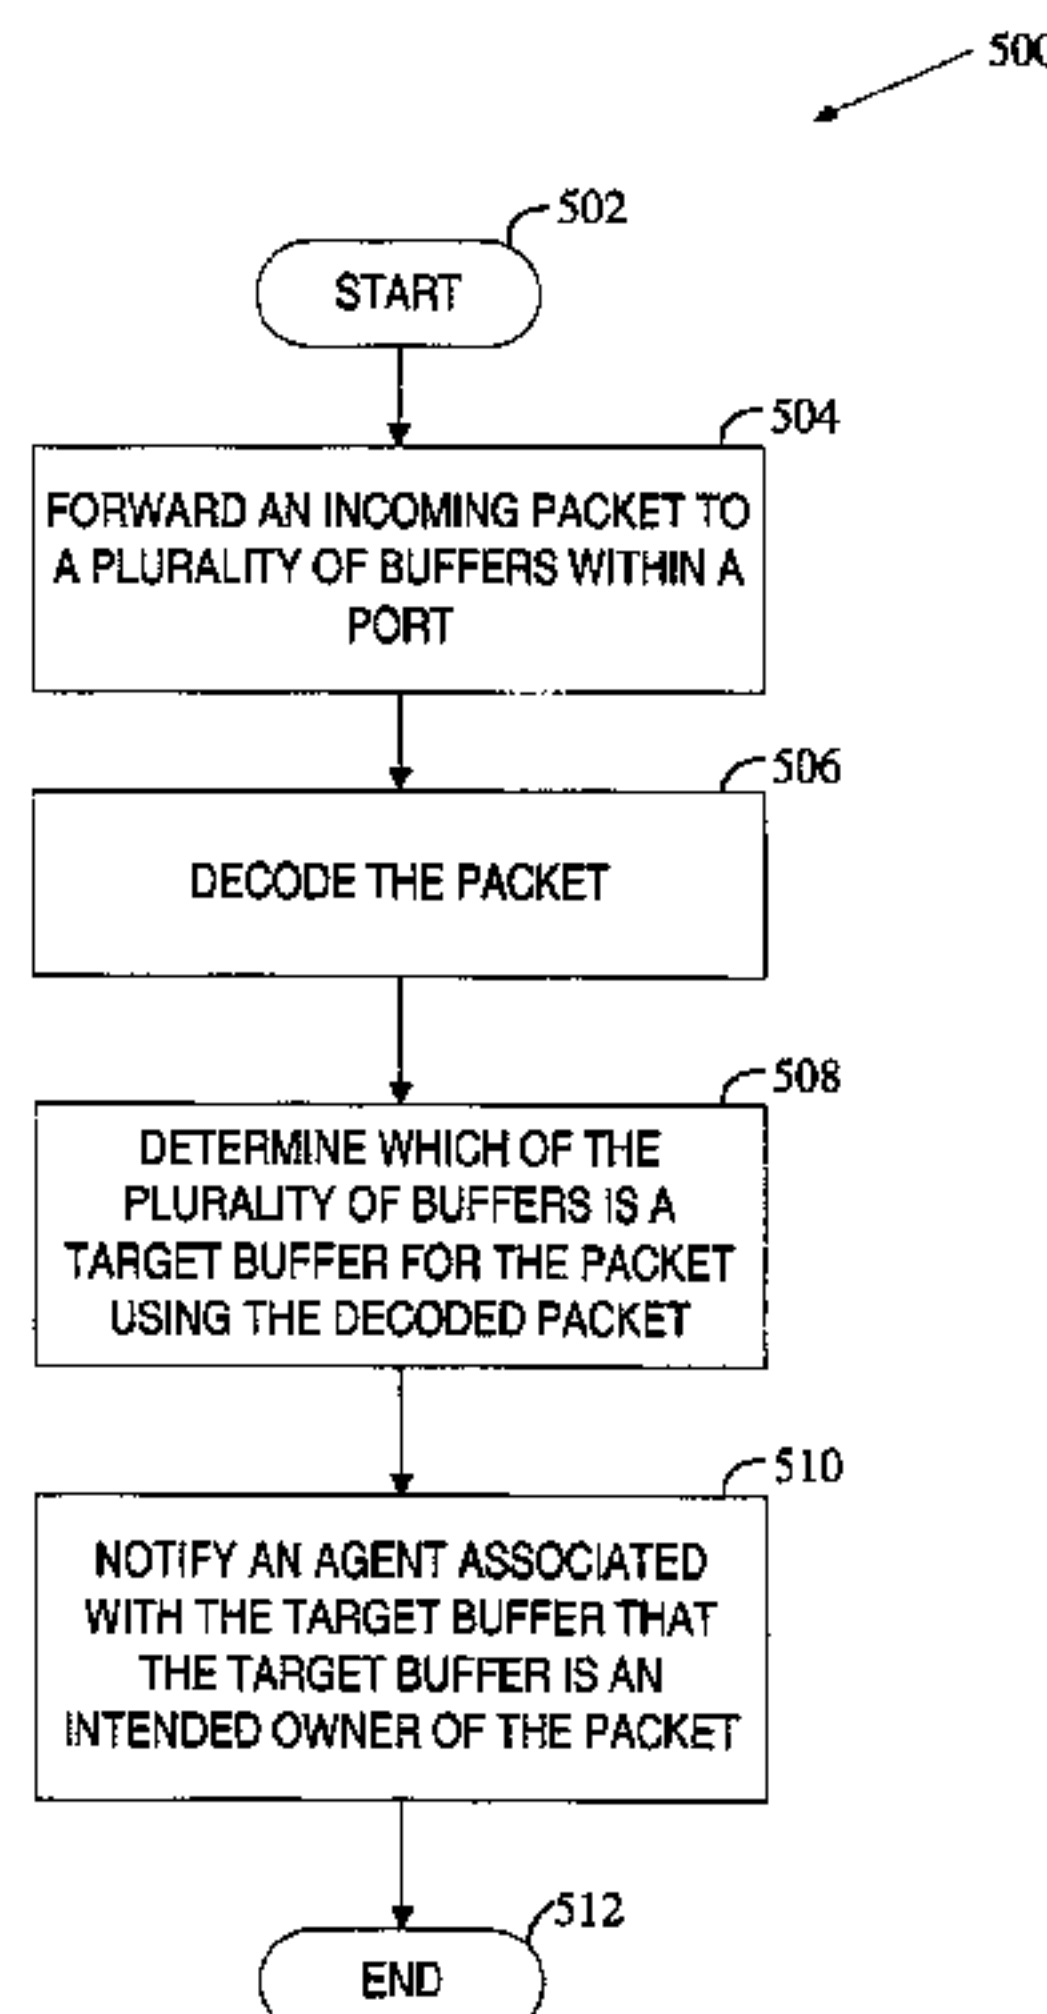 500
502
START
504
FORWARD AN INCOMING PACKET TO
A PLURALITY OF BUFFERS WITHIN A
PORT
506
DECODE THE PACKET
508
DETERMINE WHICH OF THE
PLURALITY OF BUFFERS IS A
TARGET BUFFER FOR THE PACKET
USING THE DECODED PACKET
510
NOTIFY AN AGENT ASSOCIATED
WITH THE TARGET BUFFER THAT
THE TARGET BUFFER IS AN
INTENDED OWNER OF THE PACKET
512
END